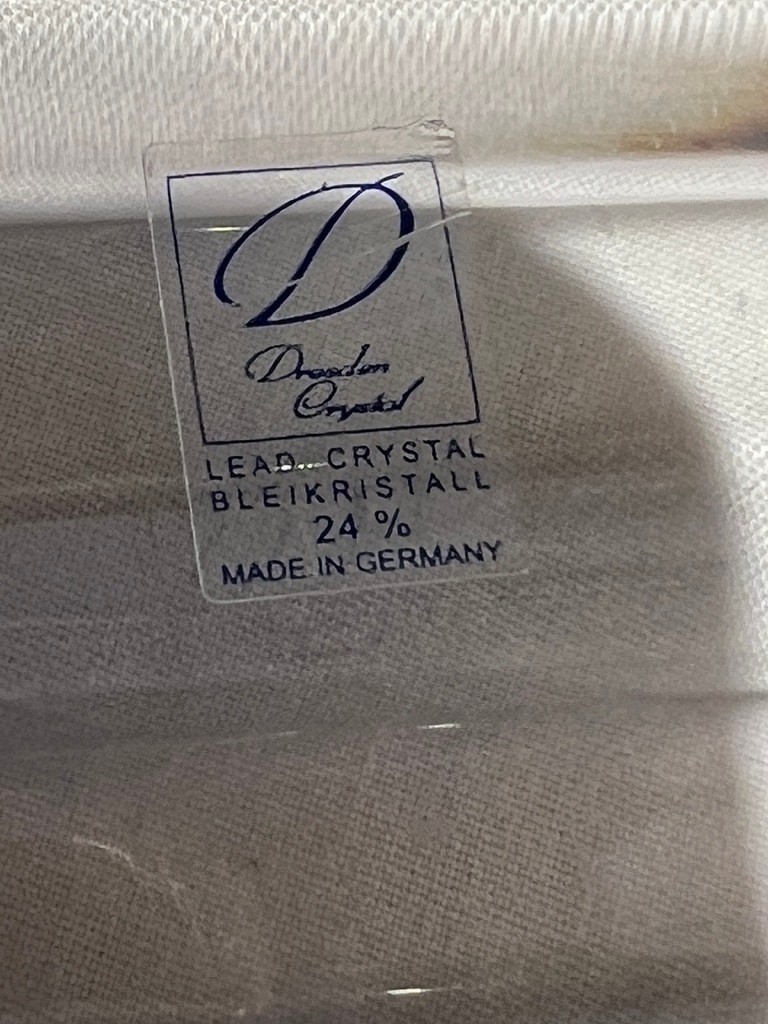 D
Dresden
Crystal
LEAD CRYSTAL
BLEIKRISTALL
24 %
MADE IN GERMANY